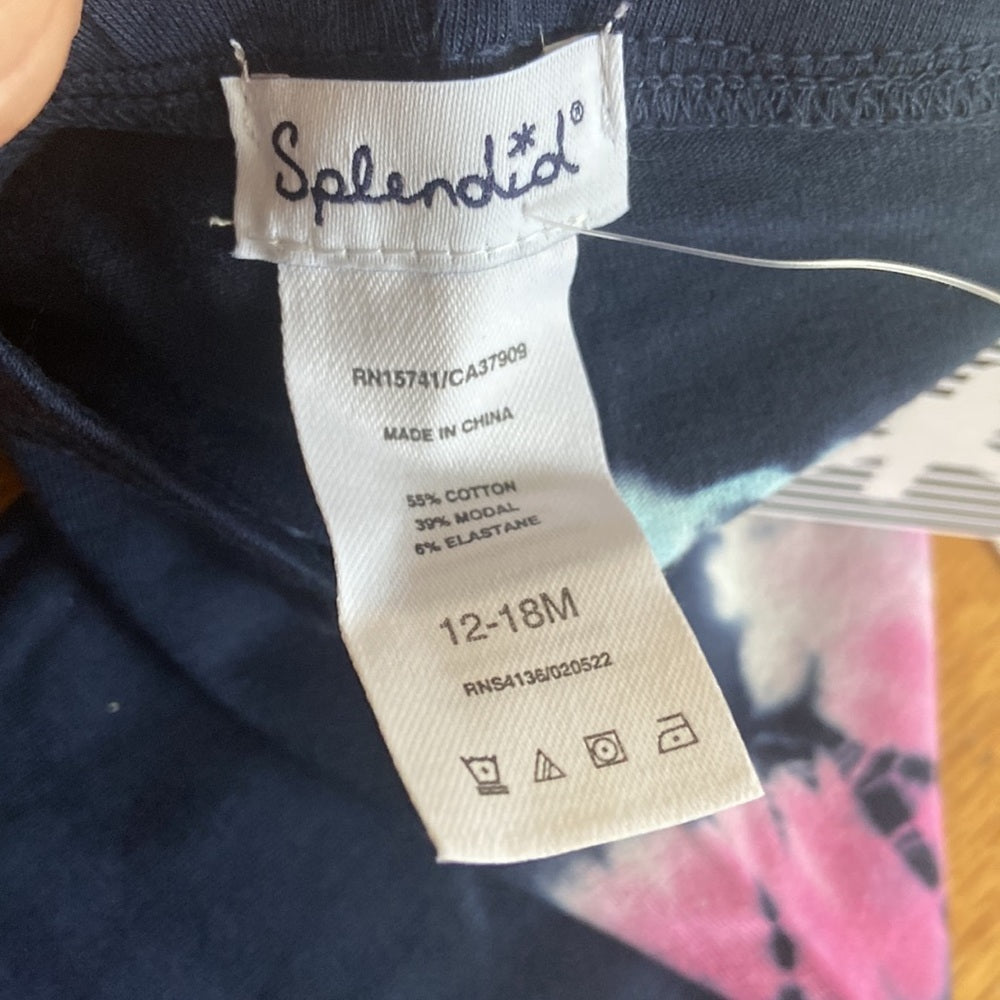 Splendid®
RN15741/CA37909
MADE IN CHINA
55% COTTON
39% MODAL
6% ELASTANE
12-18M
RNS4136/020522